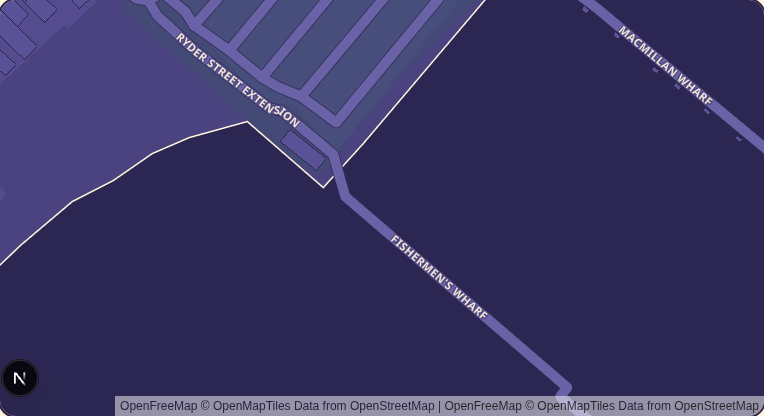 RYDER STREET EXTENSION
MACMILLAN WHARF
FISHERMEN'S WHARF
N
OpenFreeMap © OpenMapTiles Data from OpenStreetMap | OpenFreeMap © OpenMapTiles Data from OpenStreetMap